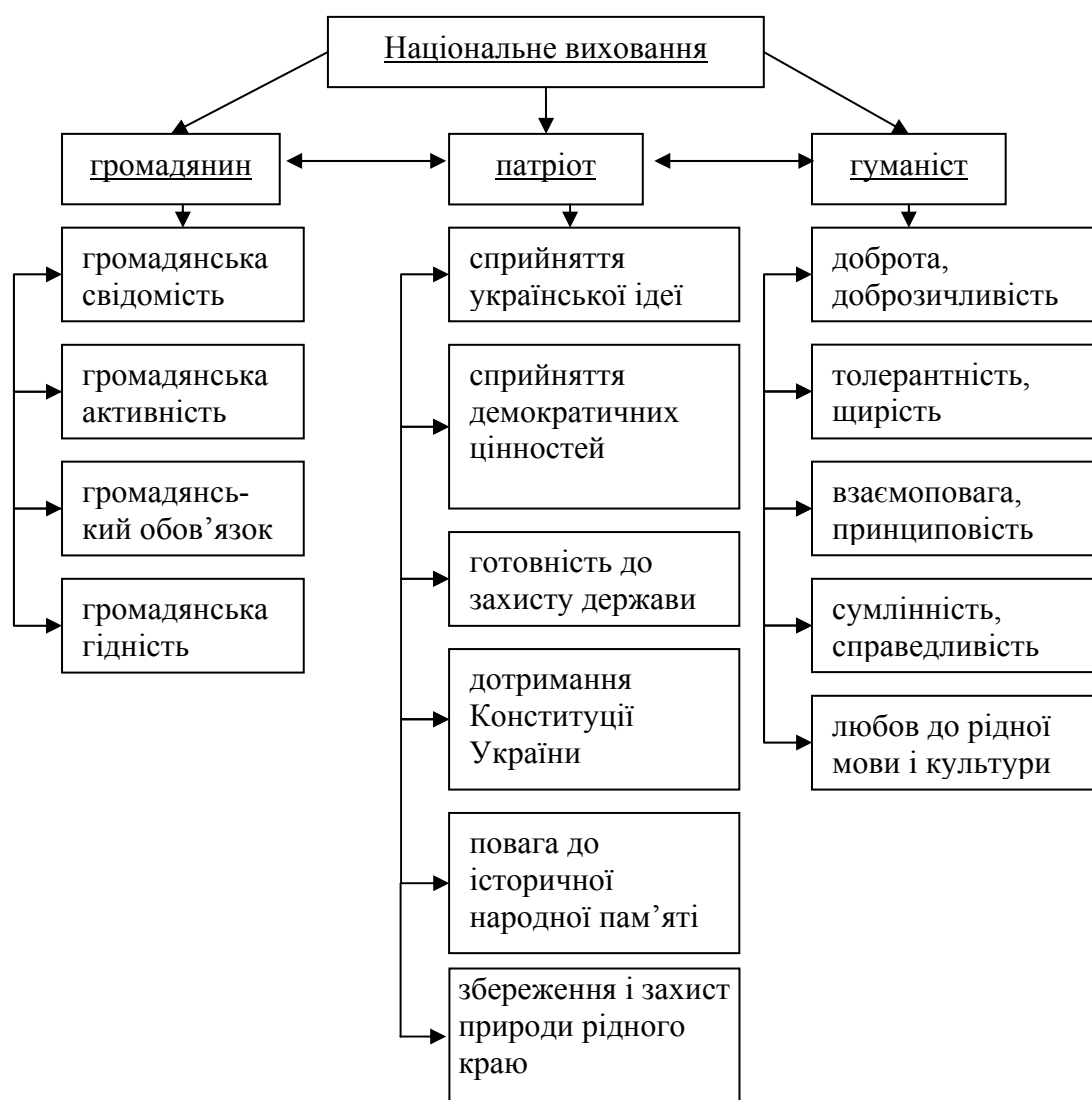 Національне виховання
громадянин
патріот
гуманіст
громадянська
свідомість
громадянська
активність
громадянсь-
кий обов’язок
громадянська
гідність
сприйняття
української ідеї
сприйняття
демократичних
цінностей
готовність до
захисту держави
дотримання
Конституції
України
повага до
історичної
народної пам’яті
збереження і захист
природи рідного
краю
доброта,
доброзичливість
толерантність,
щирість
взаємоповага,
принциповість
сумлінність,
справедливість
любов до рідної
мови і культури